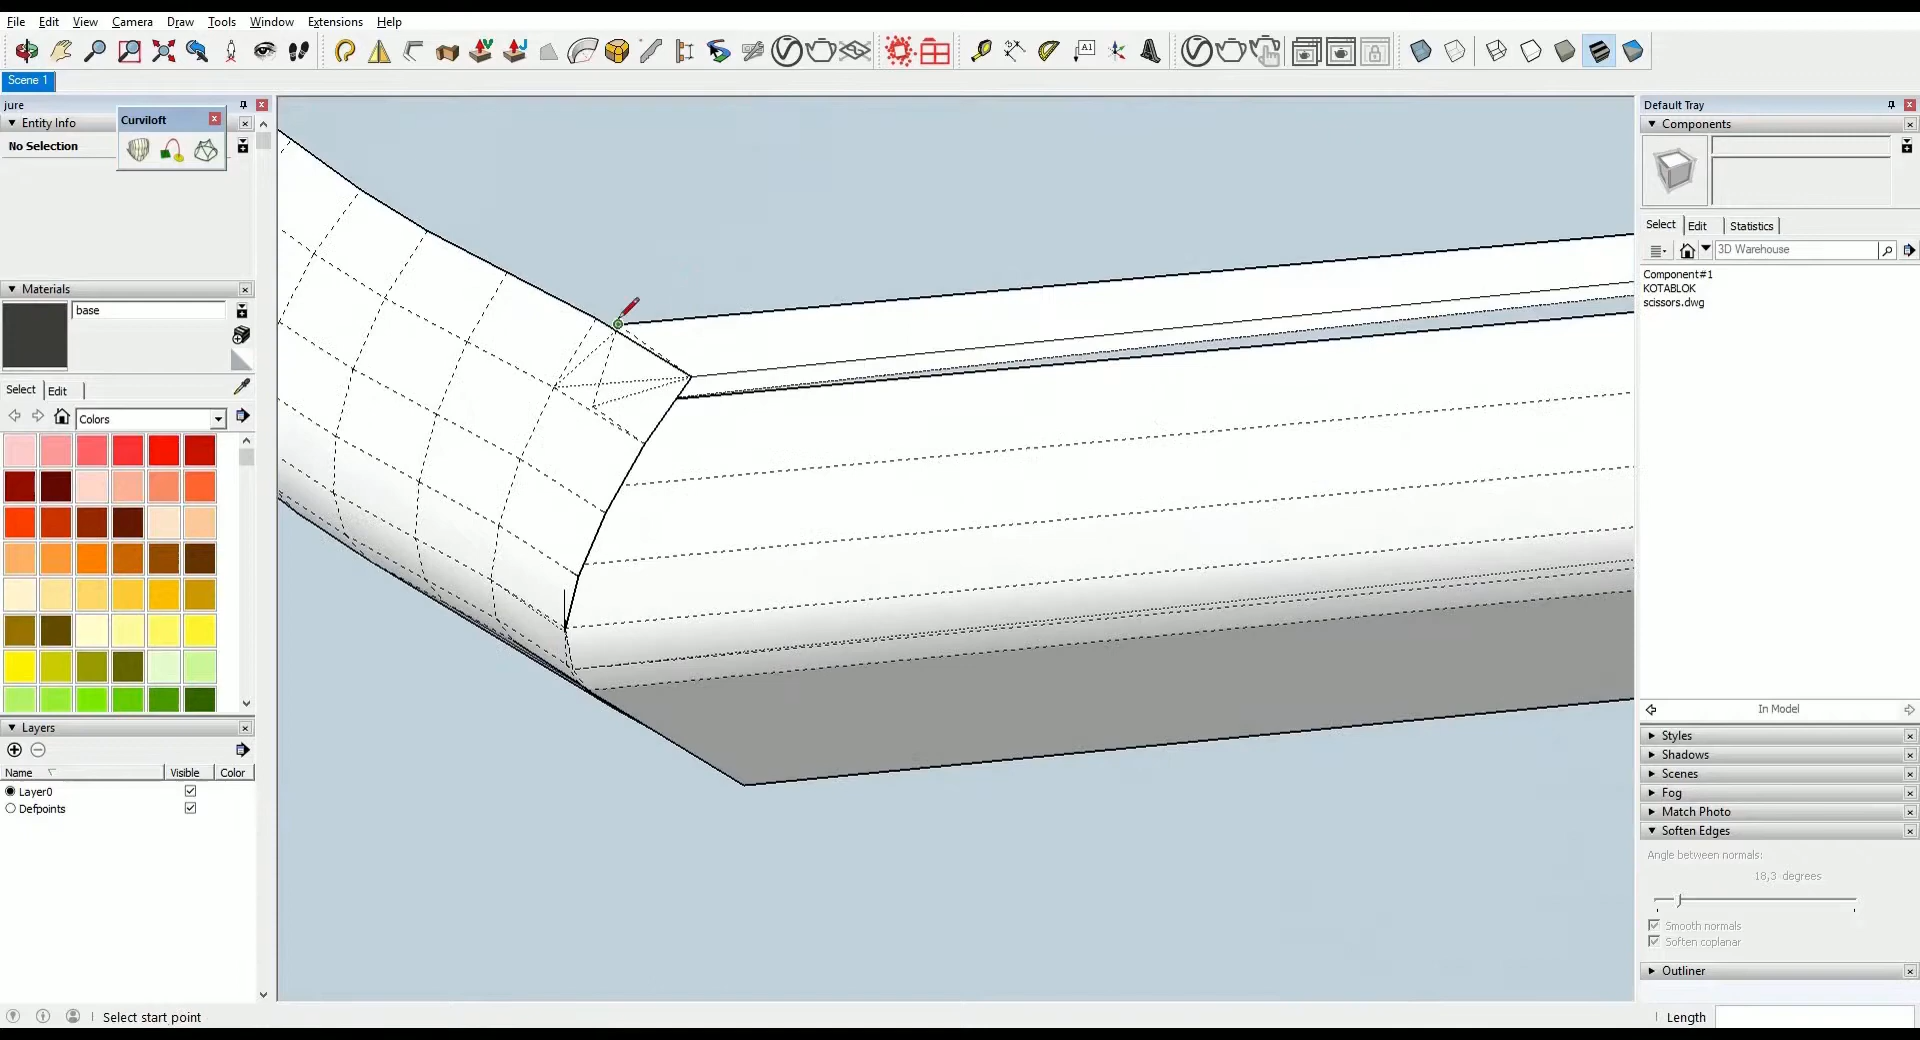 File Edit View Camera Draw Tools Window Extensions Help
A1
Scene 1
jure
Entity Info
No Selection
Curviloft
Materials
base
Select Edit
Colors
Layers
Name Visible Color
Layer0
Defpoints
Select start point
Default Tray
Components
Select Edit Statistics
3D Warehouse
Component#1
KOTABLOK
scissors.dwg
In Model
Styles
Shadows
Scenes
Fog
Match Photo
Soften Edges
Angle between normals:
18,3 degrees
Smooth normals
Soften coplanar
Outliner
Length